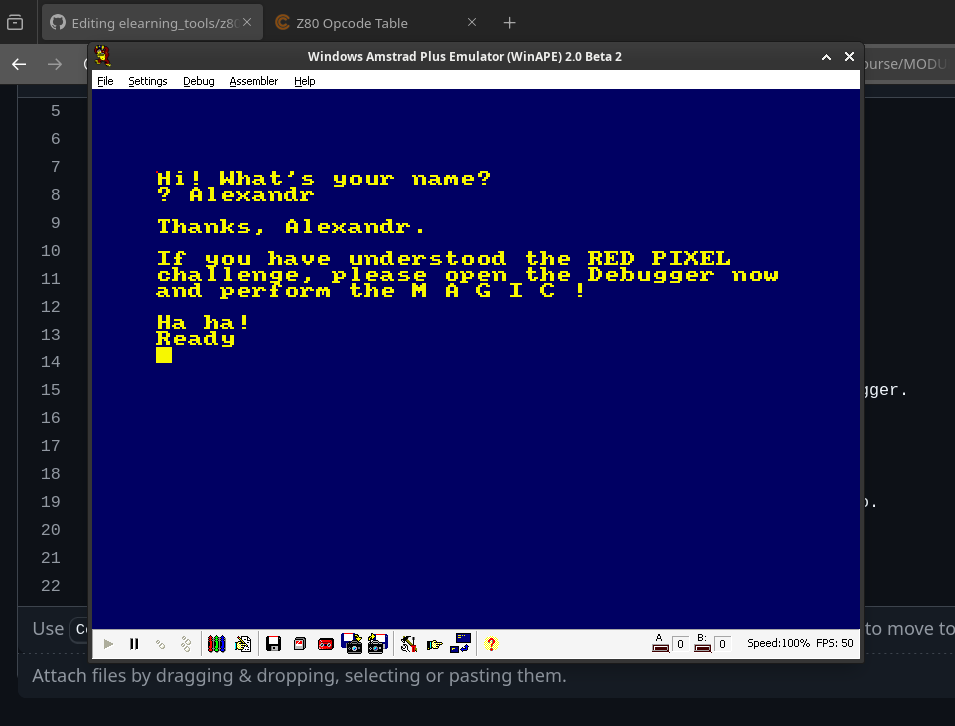 Editing elearning_tools/z80
Z80 Opcode Table
Windows Amstrad Plus Emulator (WinAPE) 2.0 Beta 2
File Settings Debug Assembler Help
Hi! What's your name?
? Alexandr
Thanks, Alexandr.
If you have understood the RED PIXEL
challenge, please open the Debugger now
and perform the M A G I C !
Ha ha!
Ready
5
6
7
8
9
10
11
12
13
14
15
16
17
18
19
20
21
22
Speed:100% FPS: 50
A 0 B: 0
Use
to move to
Attach files by dragging & dropping, selecting or pasting them.